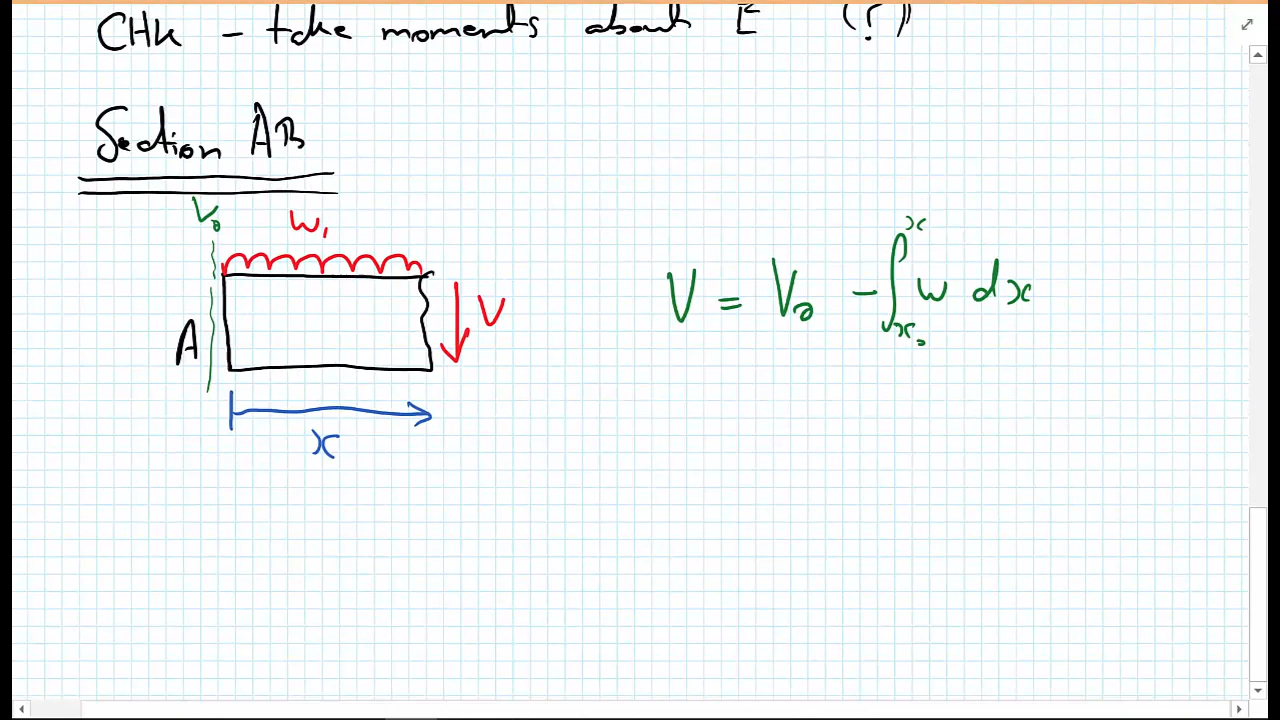 CHK - take moments about E (?)
Section AB
V₀
W₁
V = V₀ - ∫ₓ₀ˣ w dx
V
A
x